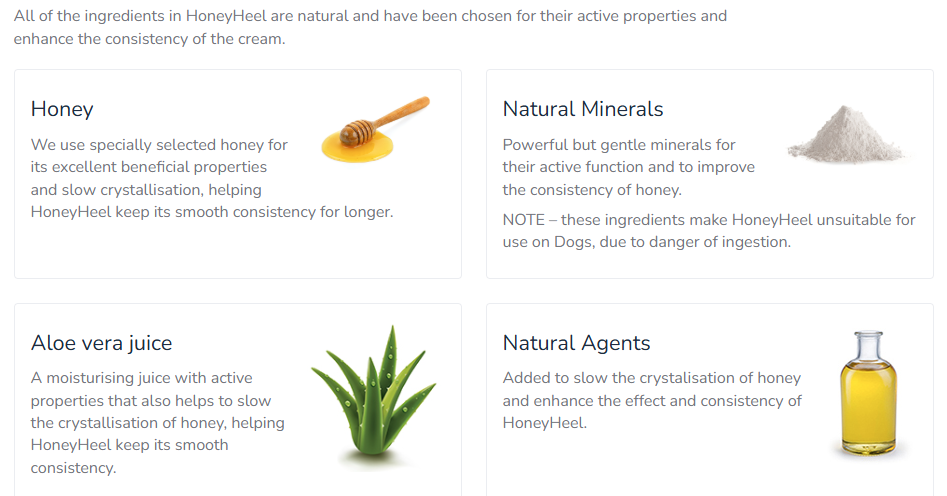 All of the ingredients in HoneyHeel are natural and have been chosen for their active properties and
enhance the consistency of the cream.
Honey
We use specially selected honey for
its excellent beneficial properties
and slow crystallisation, helping
HoneyHeel keep its smooth consistency for longer.
Natural Minerals
Powerful but gentle minerals for
their active function and to improve
the consistency of honey.
NOTE – these ingredients make HoneyHeel unsuitable for
use on Dogs, due to danger of ingestion.
Aloe vera juice
A moisturising juice with active
properties that also helps to slow
the crystallisation of honey, helping
HoneyHeel keep its smooth
consistency.
Natural Agents
Added to slow the crystalisation of honey
and enhance the effect and consistency of
HoneyHeel.